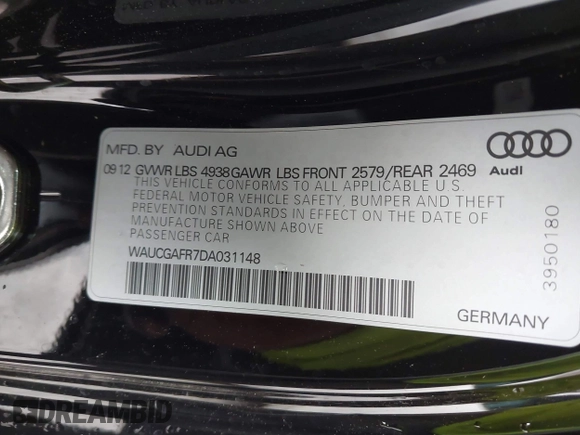 MFD. BY AUDI AG
09 12 GVWR LBS 4938 GAWR LBS FRONT 2579/REAR 2469
Audi
THIS VEHICLE CONFORMS TO ALL APPLICABLE U.S.
FEDERAL MOTOR VEHICLE SAFETY, BUMPER AND THEFT
PREVENTION STANDARDS IN EFFECT ON THE DATE OF
MANUFACTURE SHOWN ABOVE
PASSENGER CAR
WAUCGAFR7DA031148
3950180
GERMANY
DREAMBID